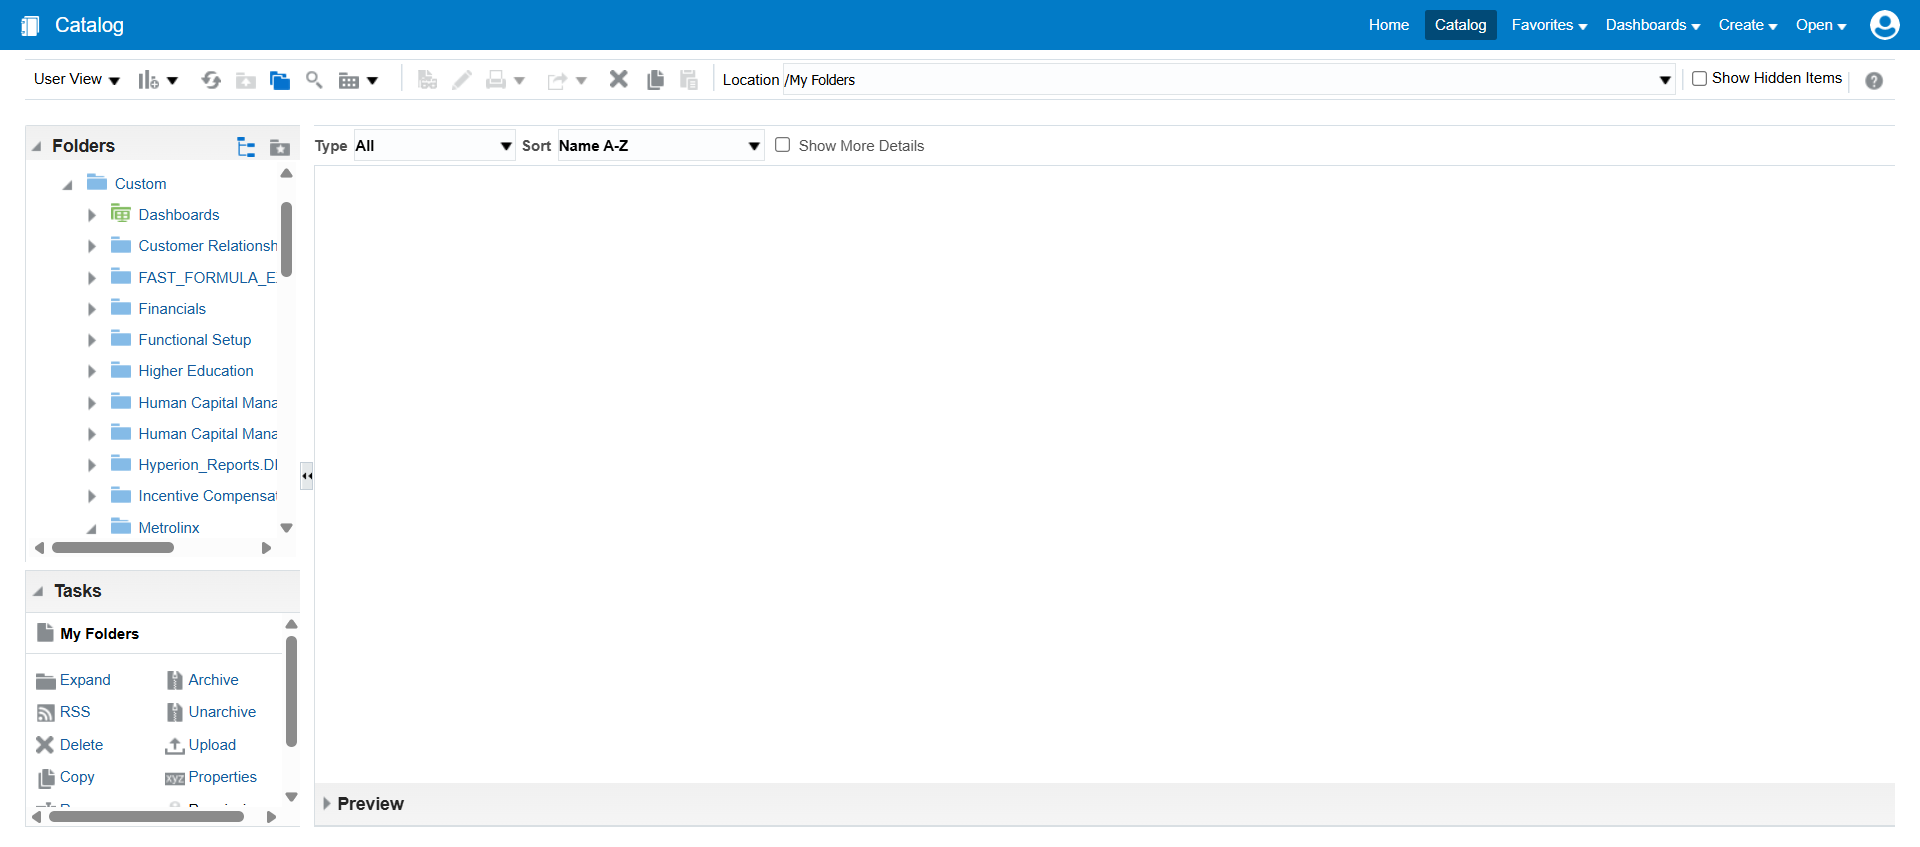 Catalog
Home Catalog Favorites Dashboards Create Open
User View
Location /My Folders
Show Hidden Items
Folders
Type All Sort Name A-Z Show More Details
Custom
Dashboards
Customer Relationsh
FAST_FORMULA_E
Financials
Functional Setup
Higher Education
Human Capital Mana
Human Capital Mana
Hyperion_Reports.DI
Incentive Compensat
Metrolinx
Tasks
My Folders
Expand Archive
RSS Unarchive
Delete Upload
Copy xyz Properties
Preview